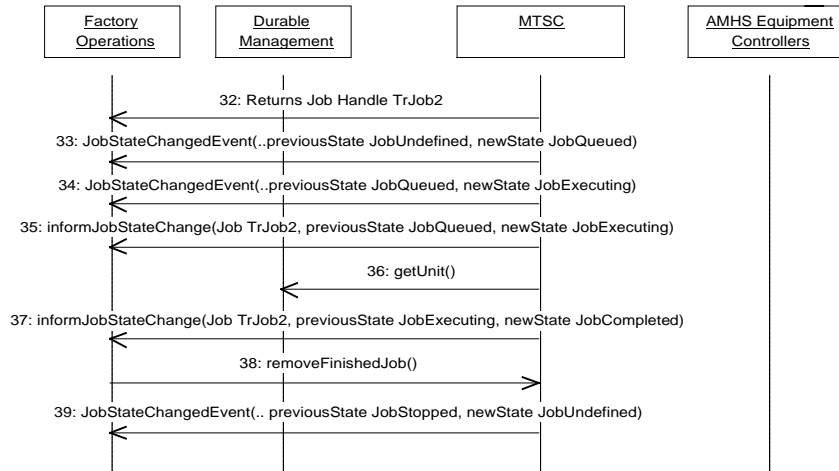 Factory
Operations
Durable
Management
MTSC
AMHS Equipment
Controllers
32: Returns Job Handle TrJob2
33: JobStateChangedEvent(..previousState JobUndefined, newState JobQueued)
34: JobStateChangedEvent(..previousState JobQueued, newState JobExecuting)
35: informJobStateChange(Job TrJob2, previousState JobQueued, newState JobExecuting)
36: getUnit()
37: informJobStateChange(Job TrJob2, previousState JobExecuting, newState JobCompleted)
38: removeFinishedJob()
39: JobStateChangedEvent(.. previousState JobStopped, newState JobUndefined)